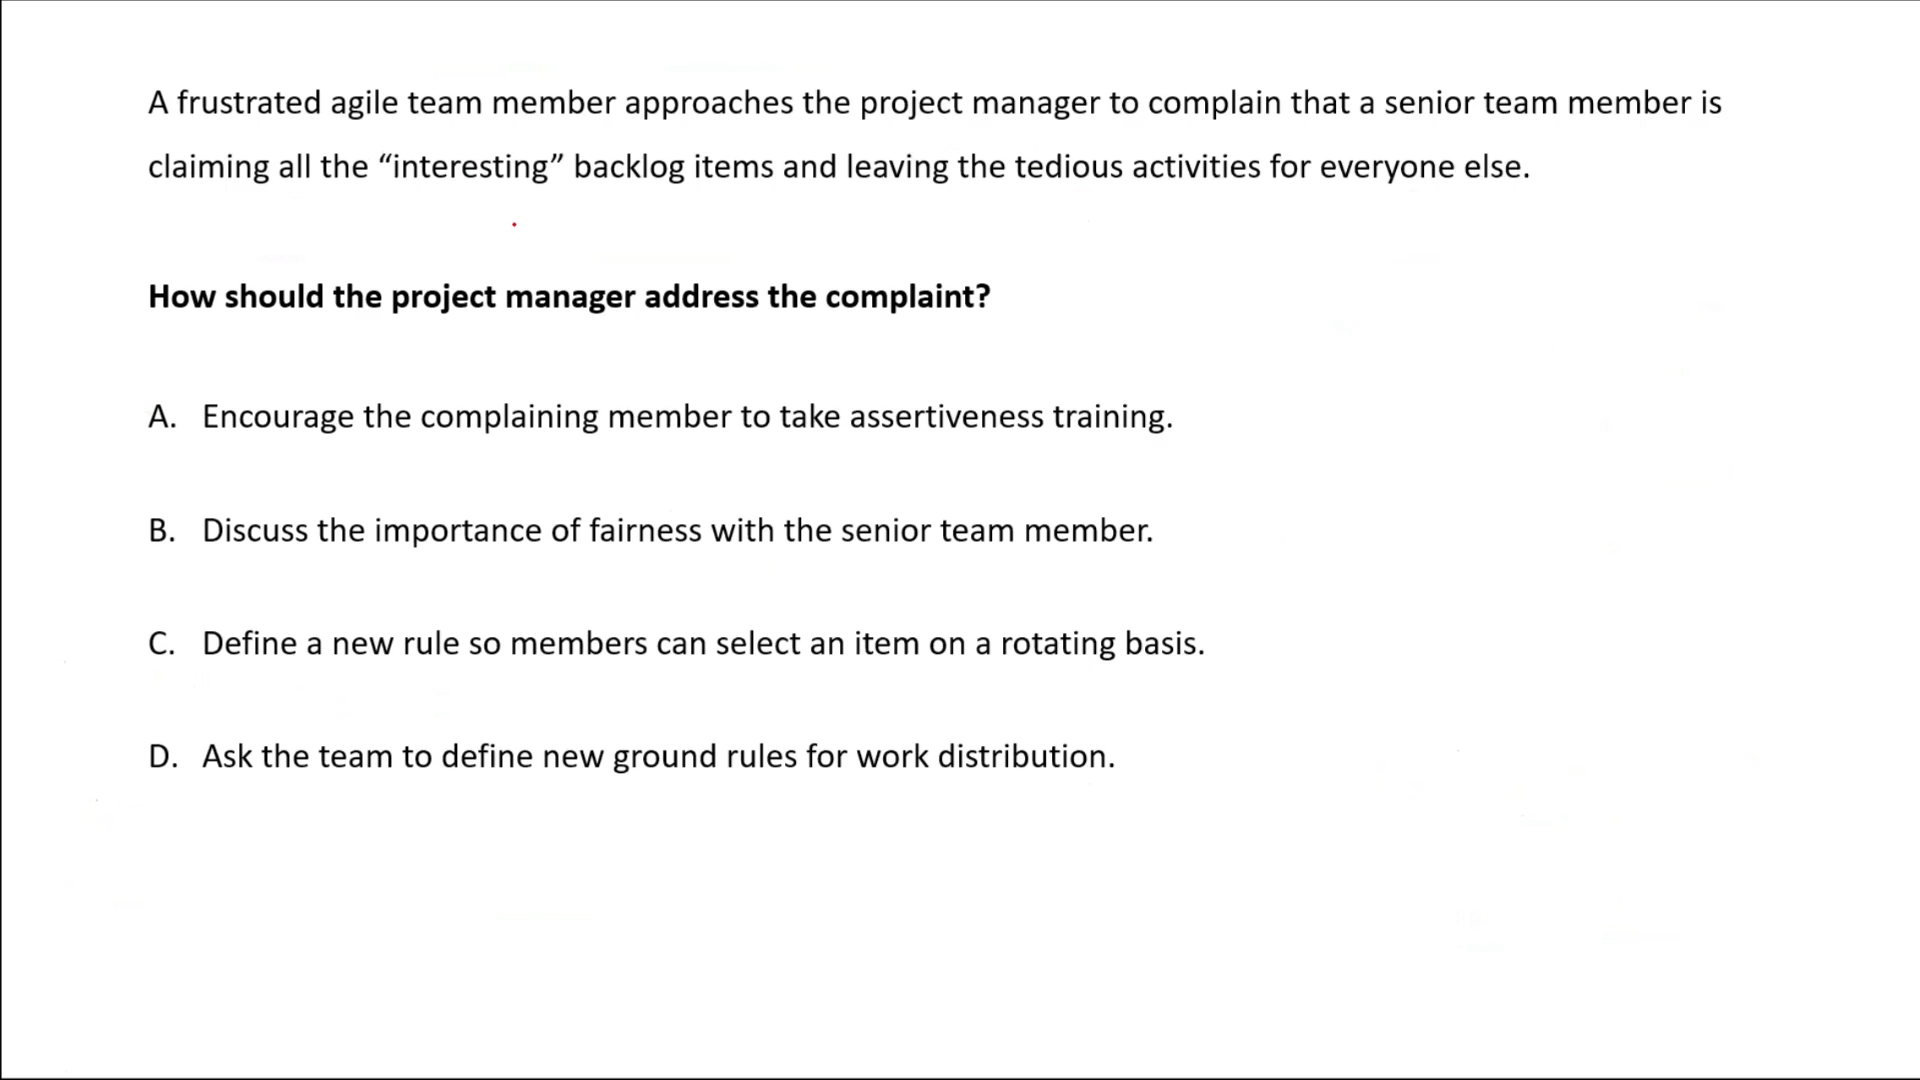 A frustrated agile team member approaches the project manager to complain that a senior team member is
claiming all the “interesting” backlog items and leaving the tedious activities for everyone else.
How should the project manager address the complaint?
A. Encourage the complaining member to take assertiveness training.
B. Discuss the importance of fairness with the senior team member.
C. Define a new rule so members can select an item on a rotating basis.
D. Ask the team to define new ground rules for work distribution.